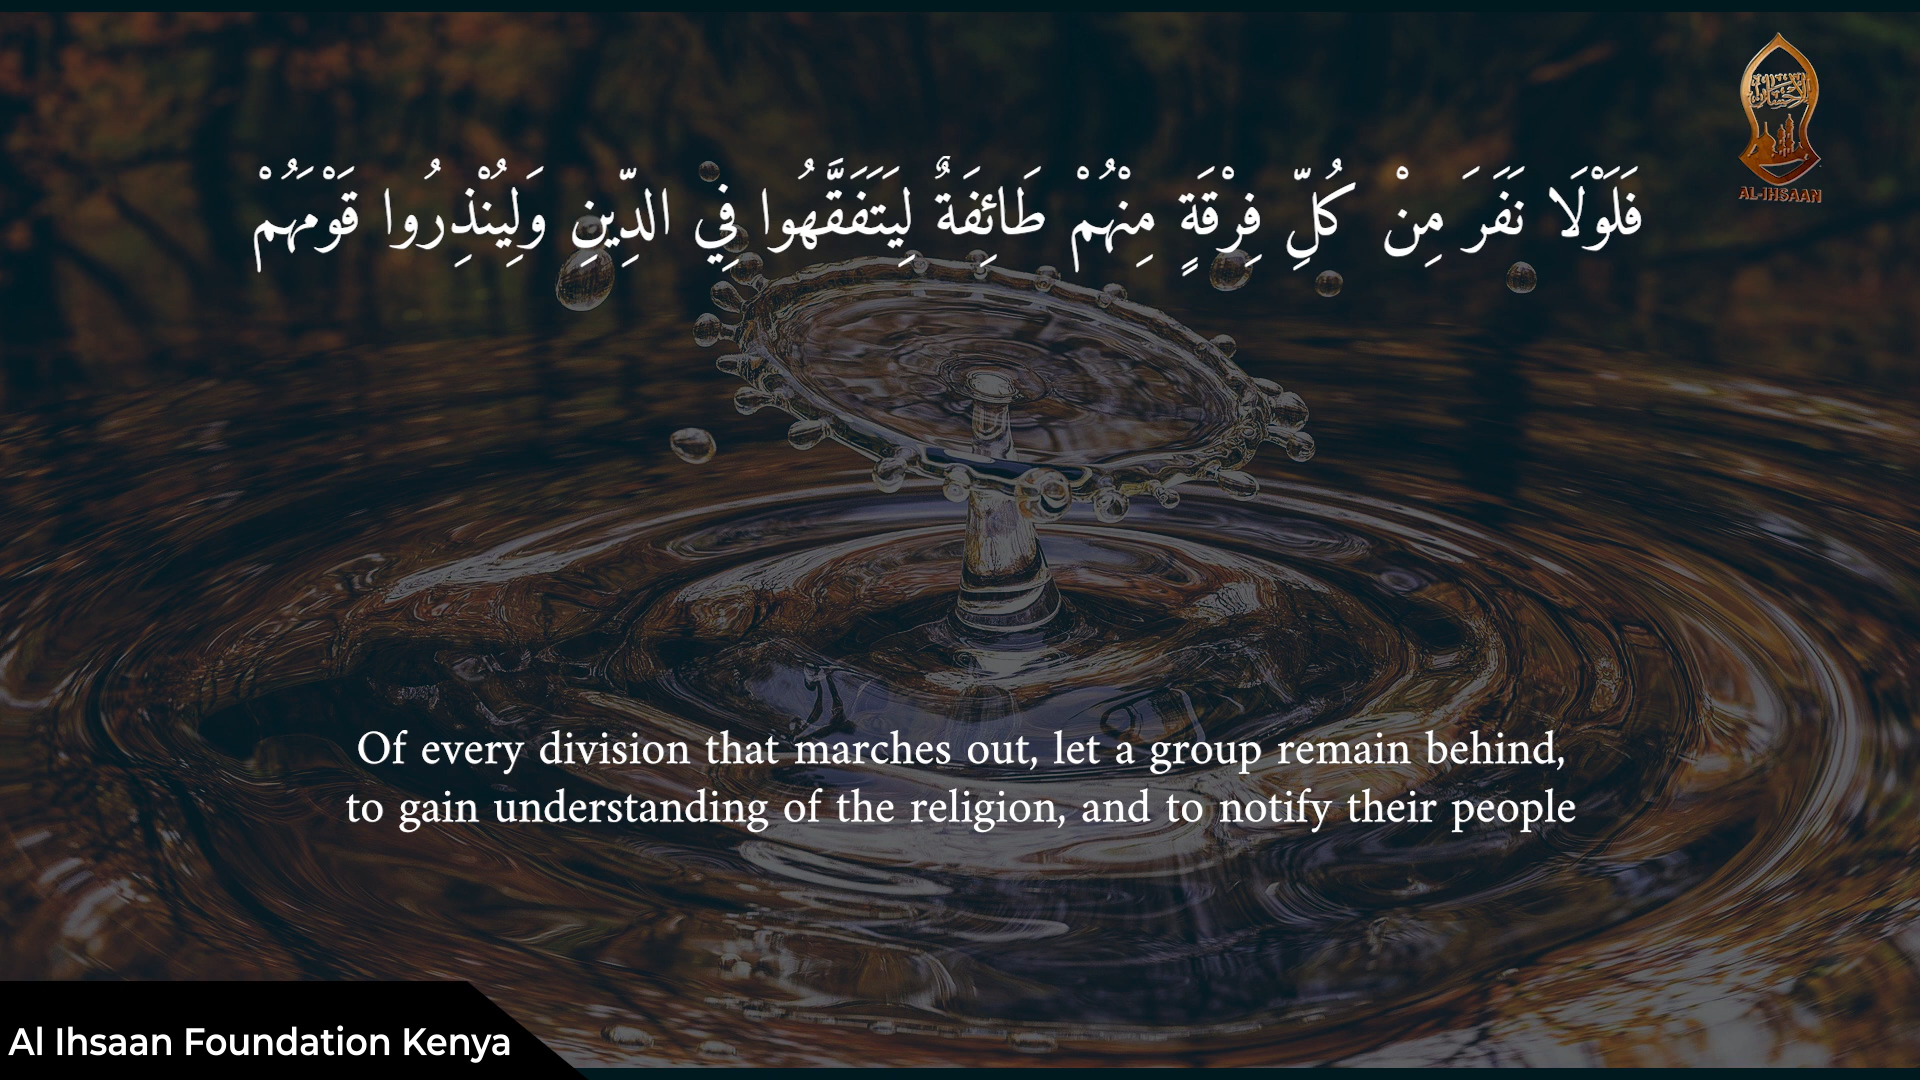 فَلَوْلَا نَفَرَ مِنْ كُلِّ فِرْقَةٍ مِنْهُمْ طَائِفَةٌ لِيَتَفَقَّهُوا فِي الدِّينِ وَلِيُنْذِرُوا قَوْمَهُمْ
AL-IHSAAN
Of every division that marches out, let a group remain behind,
to gain understanding of the religion, and to notify their people
Al Ihsaan Foundation Kenya